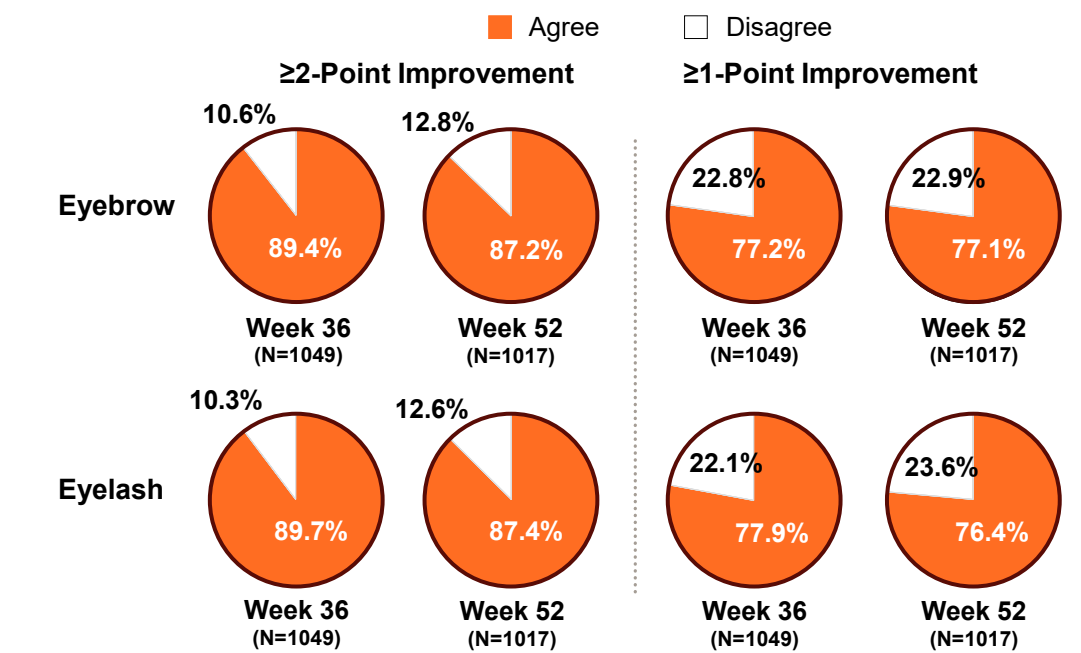 Agree Disagree
≥2-Point Improvement ≥1-Point Improvement
Eyebrow
10.6% 12.8% 22.8% 22.9%
89.4% 87.2% 77.2% 77.1%
Week 36 Week 52 Week 36 Week 52
(N=1049) (N=1017) (N=1049) (N=1017)
Eyelash
10.3% 12.6% 22.1% 23.6%
89.7% 87.4% 77.9% 76.4%
Week 36 Week 52 Week 36 Week 52
(N=1049) (N=1017) (N=1049) (N=1017)